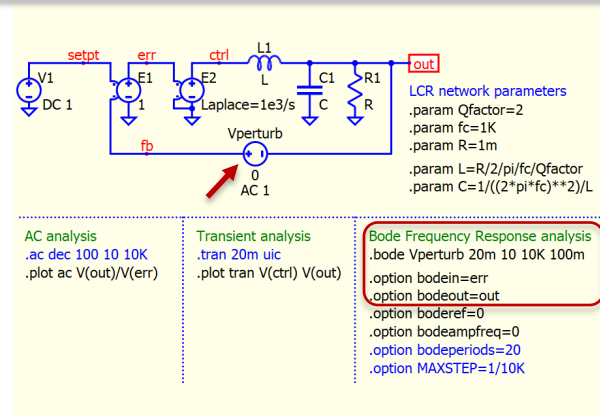 setpt
err
ctrl
L1
L
V1
DC 1
E1
1
E2
Laplace=1e3/s
C1
C
R1
R
out
fb
Vperturb
0
AC 1
LCR network parameters
.param Qfactor=2
.param fc=1K
.param R=1m
.param L=R/2/pi/fc/Qfactor
.param C=1/((2*pi*fc)**2)/L
AC analysis
.ac dec 100 10 10K
.plot ac V(out)/V(err)
Transient analysis
.tran 20m uic
.plot tran V(ctrl) V(out)
Bode Frequency Response analysis
.bode Vperturb 20m 10 10K 100m
.option bodein=err
.option bodeout=out
.option boderef=0
.option bodeampfreq=0
.option bodeperiods=20
.option MAXSTEP=1/10K